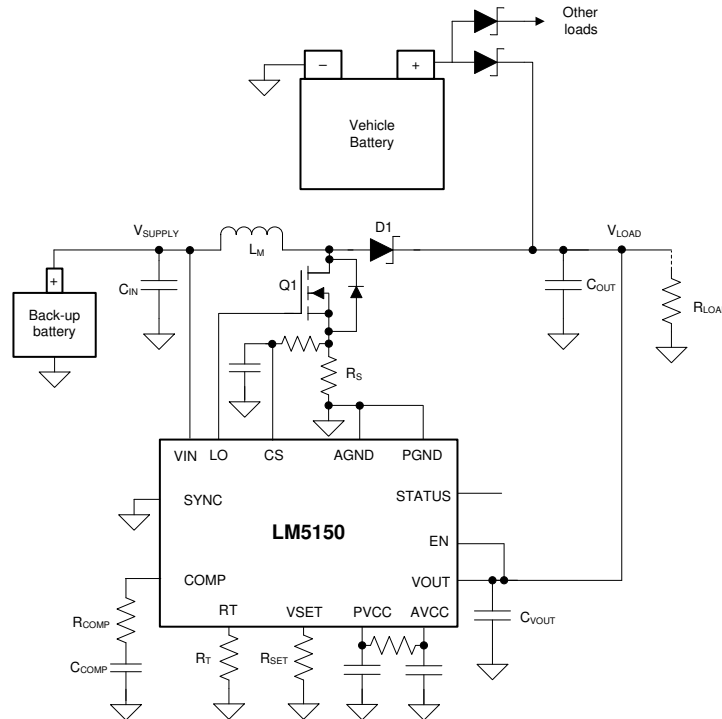 Other
loads
−
+
Vehicle
Battery
VSUPPLY
LM
D1
VLOAD
+
Back-up
battery
CIN
Q1
COUT
RLOA
RS
VIN
LO
CS
AGND
PGND
SYNC
STATUS
LM5150
EN
COMP
VOUT
RT
VSET
PVCC
AVCC
RCOMP
CCOMP
RT
RSET
CVOUT